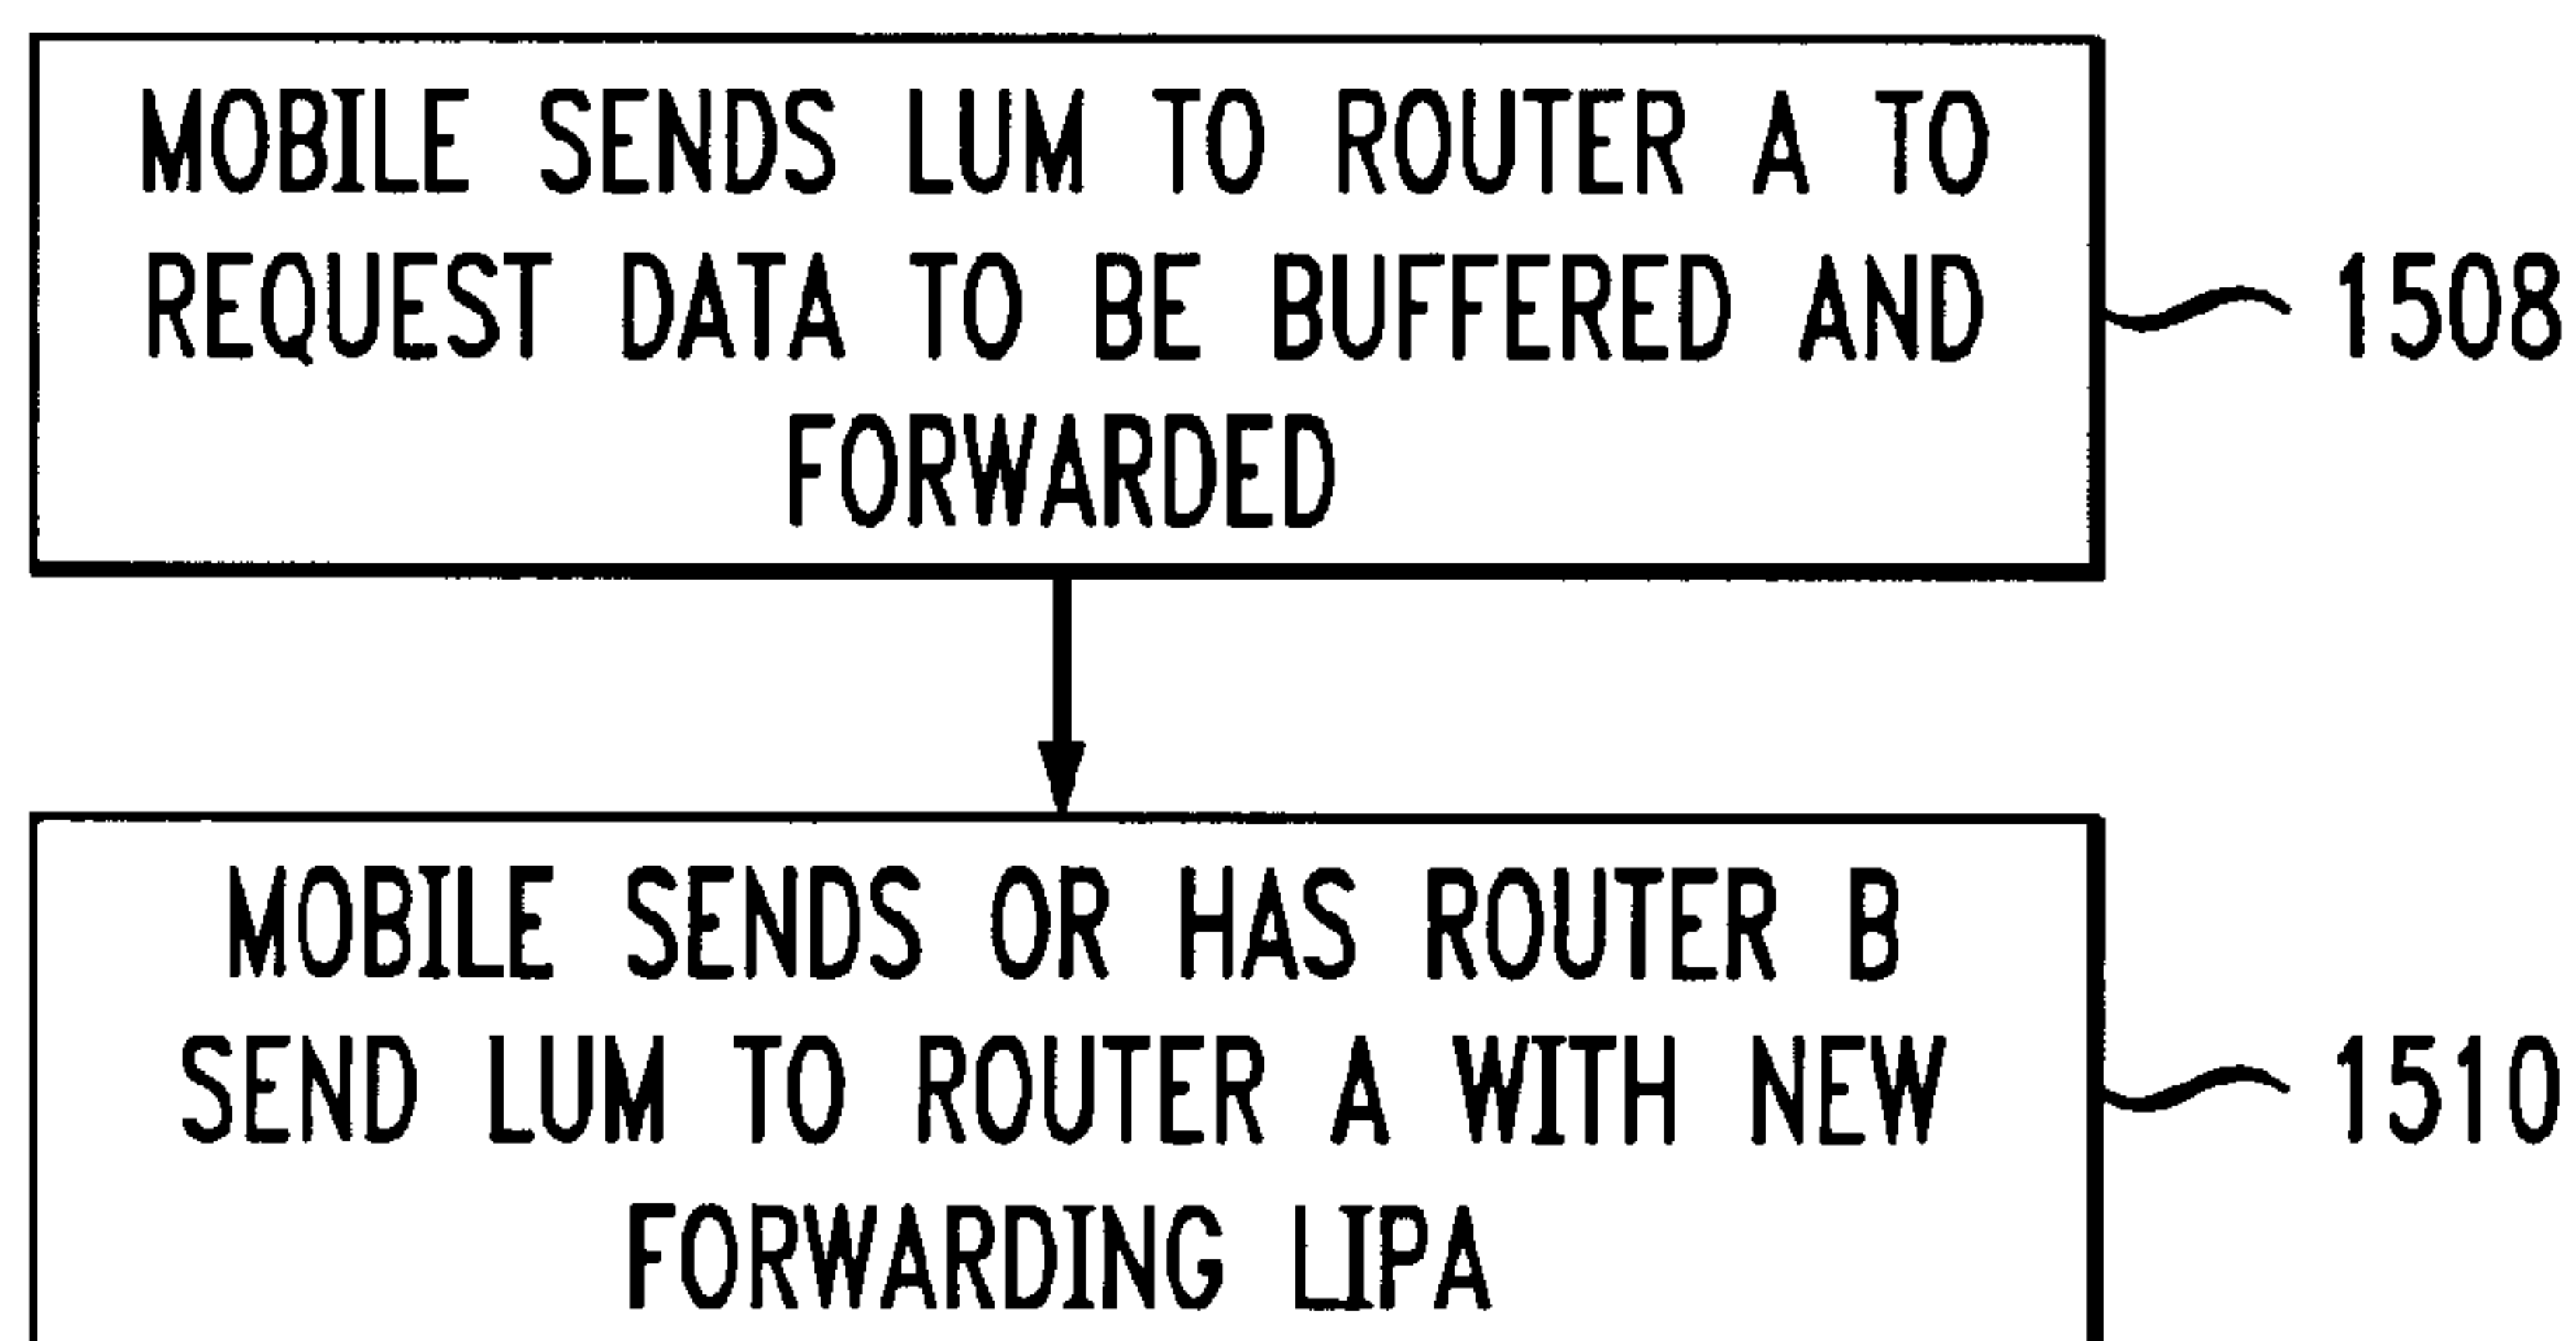 MOBILE SENDS LUM TO ROUTER A TO
REQUEST DATA TO BE BUFFERED AND
FORWARDED
1508
MOBILE SENDS OR HAS ROUTER B
SEND LUM TO ROUTER A WITH NEW
FORWARDING LIPA
1510